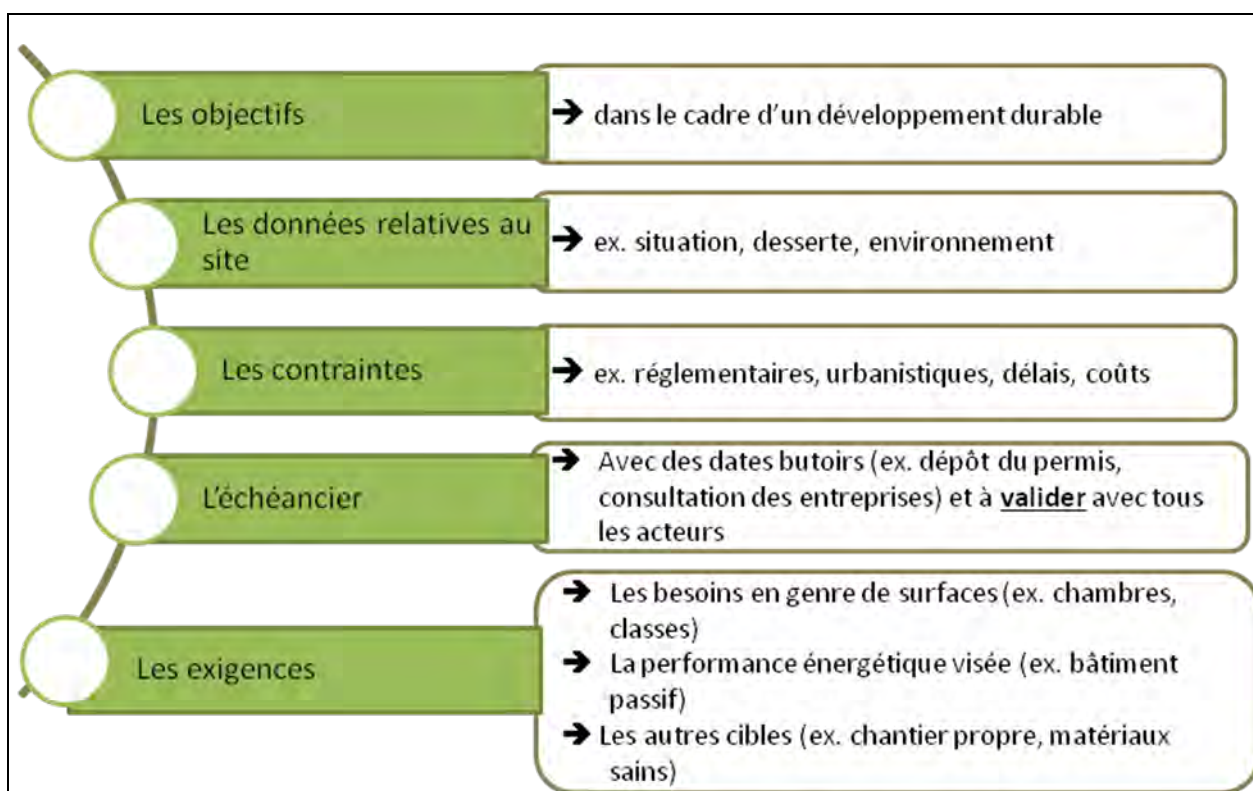 Les objectifs
➔ dans le cadre d'un développement durable
Les données relatives au
site
➔ ex. situation, desserte, environnement
Les contraintes
➔ ex. réglementaires, urbanistiques, délais, coûts
L'échéancier
➔ Avec des dates butoirs (ex. dépôt du permis,
consultation des entreprises) et à valider avec tous
les acteurs
Les exigences
➔ Les besoins en genre de surfaces (ex. chambres,
classes)
➔ La performance énergétique visée (ex. bâtiment
passif)
➔ Les autres cibles (ex. chantier propre, matériaux
sains)